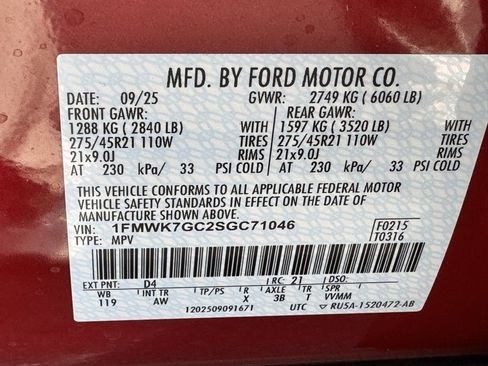 MFD. BY FORD MOTOR CO.
DATE: 09/25 GVWR: 2749 KG (6060 LB)
FRONT GAWR: REAR GAWR:
1288 KG (2840 LB) WITH 1597 KG (3520 LB) WITH
275/45R21 110W TIRES 275/45R21 110W TIRES
21x9.0J RIMS 21x9.0J RIMS
AT 230 kPa/ 33 PSI COLD AT 230 kPa/ 33 PSI COLD
THIS VEHICLE CONFORMS TO ALL APPLICABLE FEDERAL MOTOR
VEHICLE SAFETY STANDARDS IN EFFECT ON THE DATE OF
MANUFACTURE SHOWN ABOVE.
VIN: 1FMWK7GC2SGC71046 F0215
TYPE: MPV T0316
EXT PNT: D4 RC: 21 DSO:
WB INT TR TP/PS R AXLE TR SPR
119 AW X 3B T VVMM
1202509091671 UTC RU5A-1520472-AB